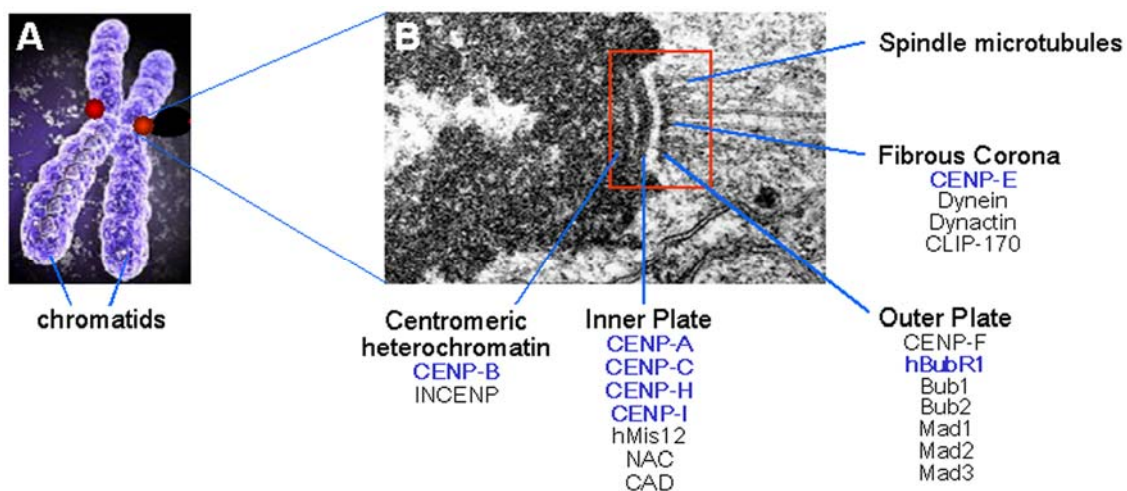 A
B
Spindle microtubules
Fibrous Corona
CENP-E
Dynein
Dynactin
CLIP-170
chromatids
Centromeric
heterochromatin
CENP-B
INCENP
Inner Plate
CENP-A
CENP-C
CENP-H
CENP-I
hMis12
NAC
CAD
Outer Plate
CENP-F
hBubR1
Bub1
Bub2
Mad1
Mad2
Mad3